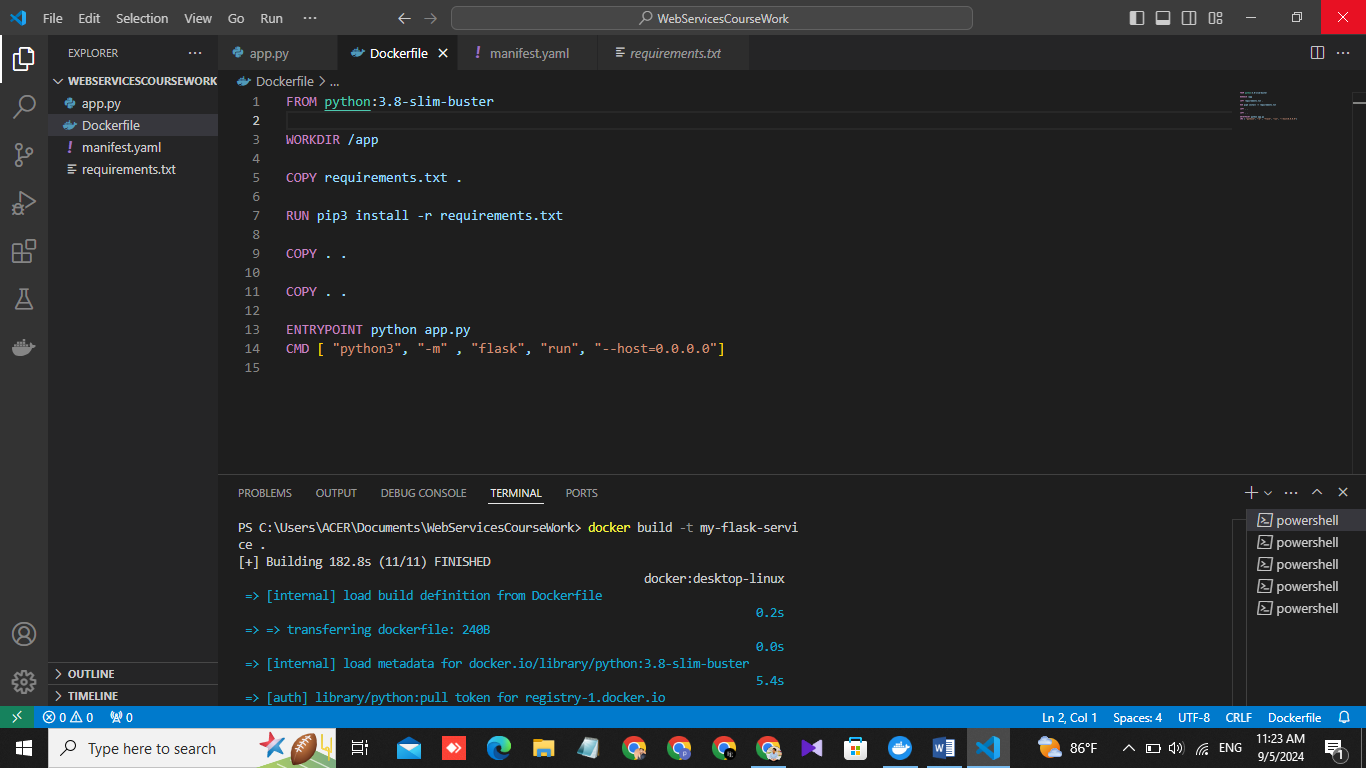 File Edit Selection View Go Run ··· WebServicesCourseWork
EXPLORER ···
WEBSERVICESCOURSEWORK
app.py
Dockerfile
manifest.yaml
requirements.txt
OUTLINE
TIMELINE
app.py Dockerfile ! manifest.yaml requirements.txt ···
Dockerfile > ...
1 FROM python:3.8-slim-buster
2
3 WORKDIR /app
4
5 COPY requirements.txt .
6
7 RUN pip3 install -r requirements.txt
8
9 COPY . .
10
11 COPY . .
12
13 ENTRYPOINT python app.py
14 CMD [ "python3", "-m" , "flask", "run", "--host=0.0.0.0"]
15
PROBLEMS OUTPUT DEBUG CONSOLE TERMINAL PORTS
PS C:\Users\ACER\Documents\WebServicesCourseWork> docker build -t my-flask-servi
ce .
[+] Building 182.8s (11/11) FINISHED
docker:desktop-linux
=> [internal] load build definition from Dockerfile
0.2s
=> => transferring dockerfile: 240B
0.0s
=> [internal] load metadata for docker.io/library/python:3.8-slim-buster
5.4s
=> [auth] library/python:pull token for registry-1.docker.io
powershell
powershell
powershell
powershell
powershell
0 0 0 Ln 2, Col 1 Spaces: 4 UTF-8 CRLF Dockerfile
Type here to search 86°F ENG 11:23 AM
9/5/2024 1